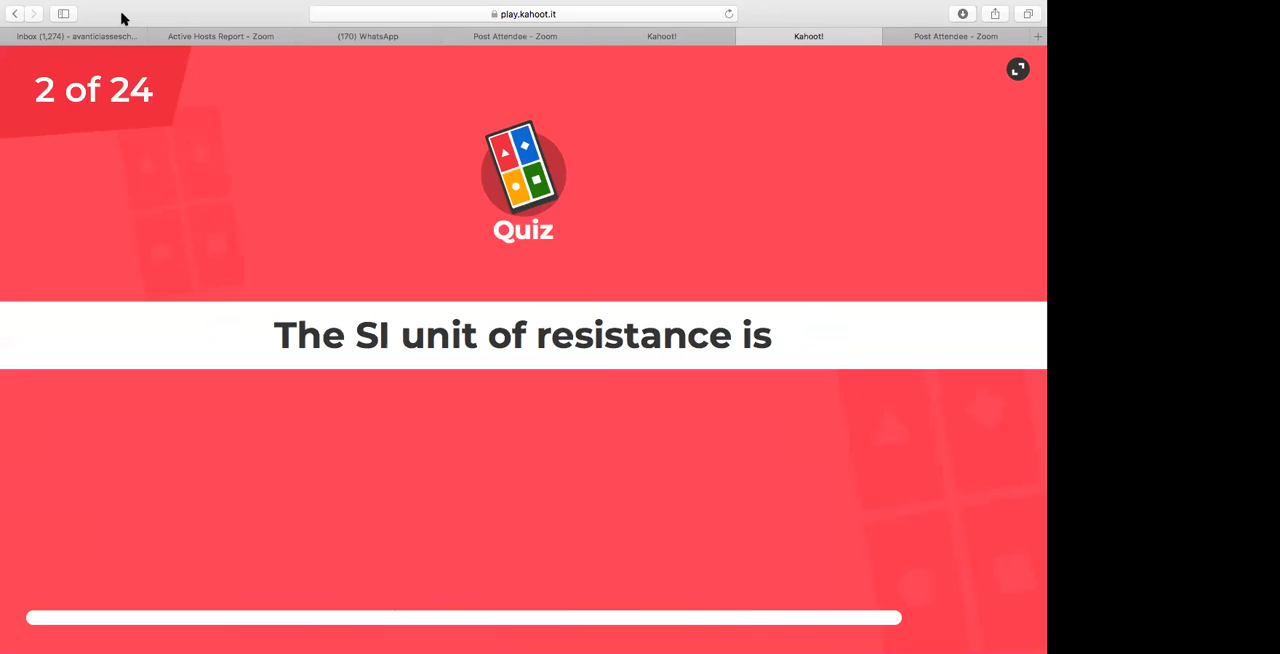 play.kahoot.it
Inbox (1,274) - avanticiassesch...
Active Hosts Report - Zoom
(170) WhatsApp
Post Attendee - Zoom
Kahoot!
Kahoot!
Post Attendee - Zoom
2 of 24
Quiz
The SI unit of resistance is